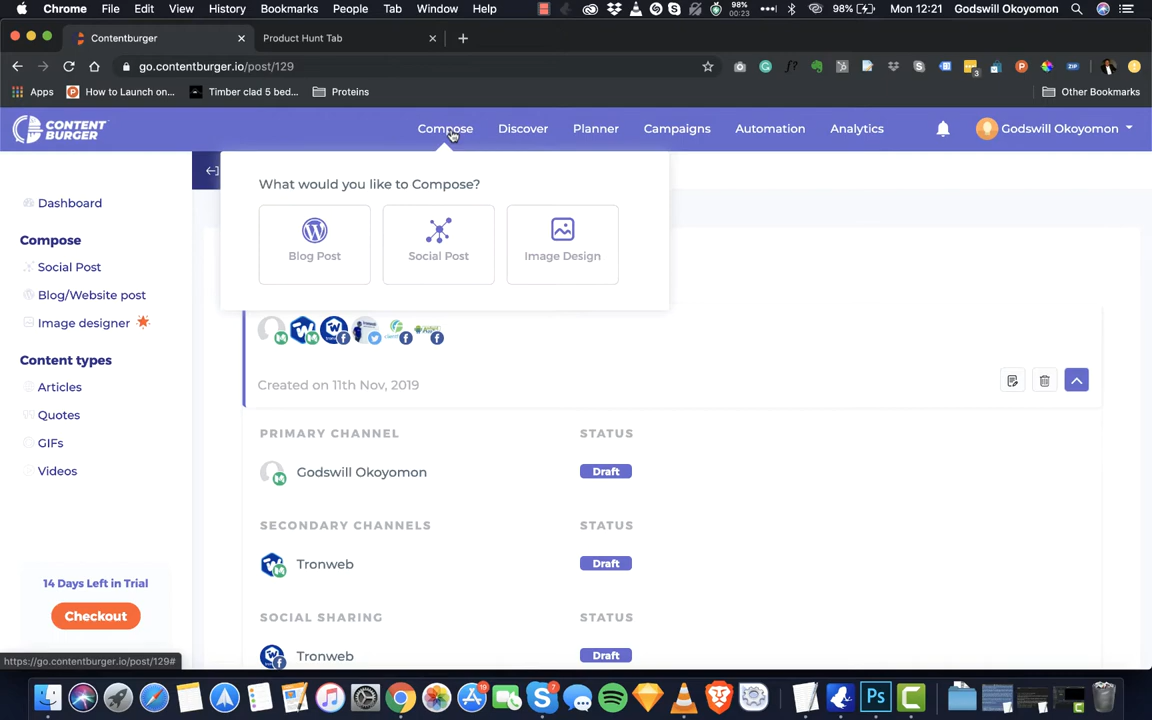 Chrome File Edit View History Bookmarks People Tab Window Help 98% 00:23 98% Mon 12:21 Godswill Okoyomon
Contentburger Product Hunt Tab
go.contentburger.io/post/129
Apps How to Launch on... Timber clad 5 bed... Proteins Other Bookmarks
CONTENT BURGER Compose Discover Planner Campaigns Automation Analytics Godswill Okoyomon
What would you like to Compose?
Blog Post Social Post Image Design
Dashboard
Compose
Social Post
Blog/Website post
Image designer
Content types
Articles
Quotes
GIFs
Videos
Created on 11th Nov, 2019
PRIMARY CHANNEL STATUS
Godswill Okoyomon Draft
SECONDARY CHANNELS STATUS
Tronweb Draft
SOCIAL SHARING STATUS
Tronweb Draft
14 Days Left in Trial
Checkout
https://go.contentburger.io/post/129#